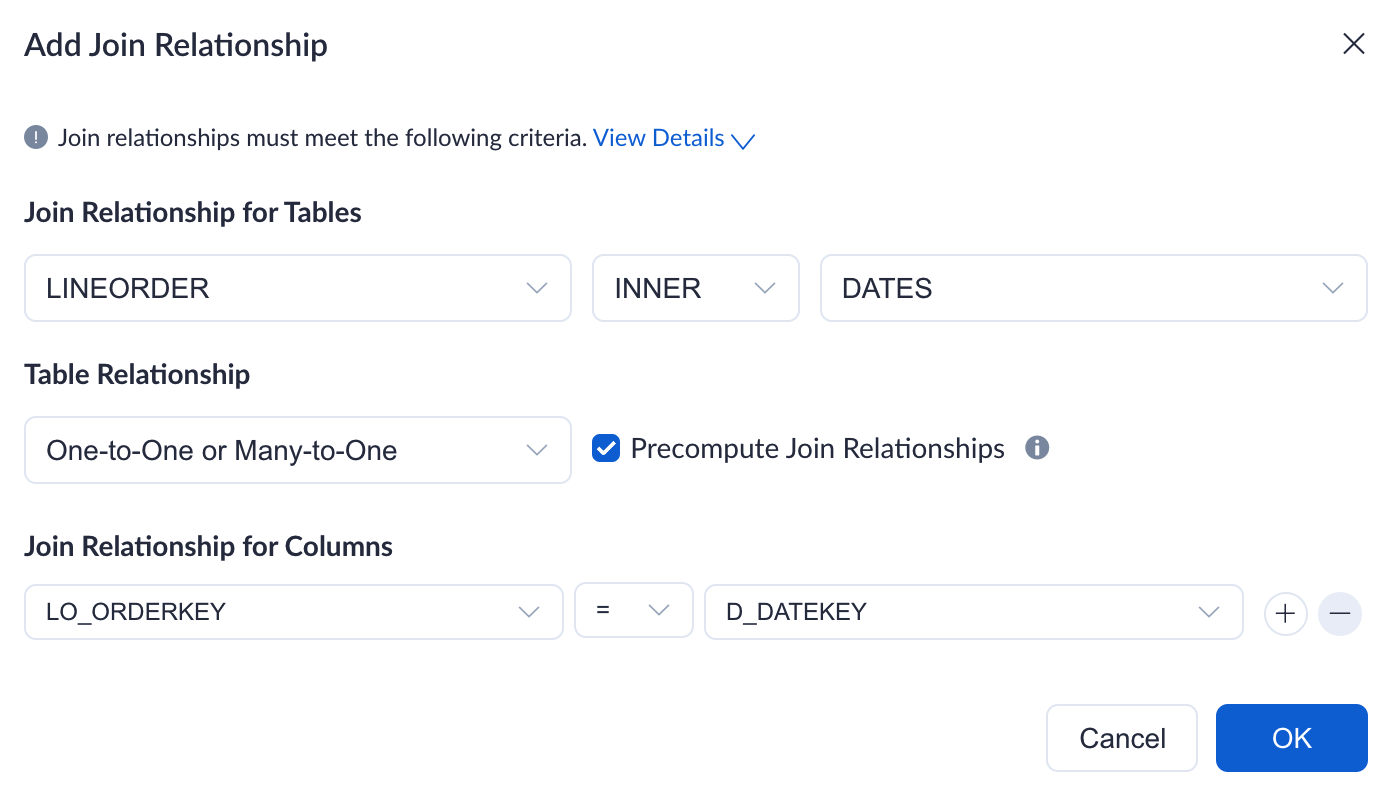 Add Join Relationship
Join relationships must meet the following criteria. View Details
Join Relationship for Tables
LINEORDER INNER DATES
Table Relationship
One-to-One or Many-to-One Precompute Join Relationships
Join Relationship for Columns
LO_ORDERKEY = D_DATEKEY
Cancel OK